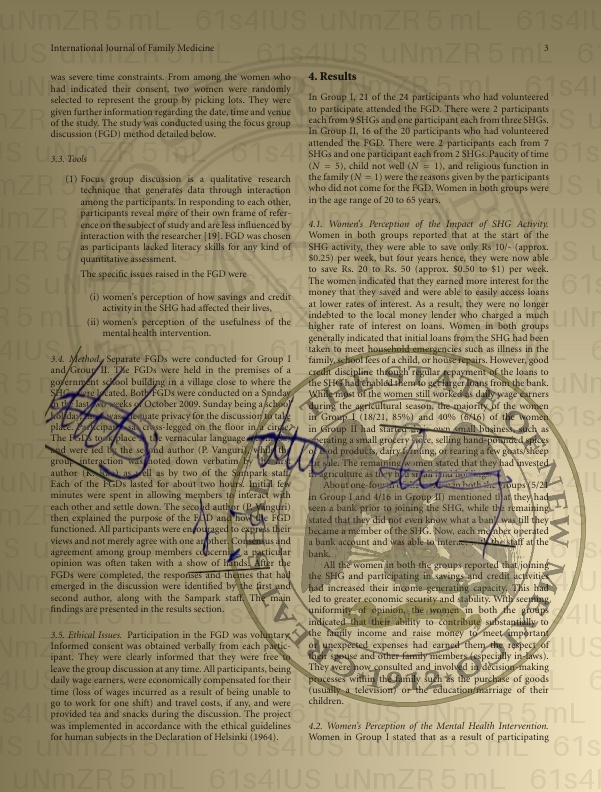 International Journal of Family Medicine
3
was severe time constraints. From among the women who
had indicated their consent, two women were randomly
selected to represent the group by picking lots. They were
given further information regarding the date, time and venue
of the study. The study was conducted using the focus group
discussion (FGD) method detailed below.
3.3. Tools
(1) Focus group discussion is a qualitative research
technique that generates data through interaction
among the participants. In responding to each other,
participants reveal more of their own frame of refer-
ence on the subject of study and are less influenced by
interaction with the researcher [19]. FGD was chosen
as participants lacked literacy skills for any kind of
quantitative assessment.
The specific issues raised in the FGD were
(i) women's perception of how savings and credit
activity in the SHG had affected their lives,
(ii) women's perception of the usefulness of the
mental health intervention.
3.4. Method. Separate FGDs were conducted for Group I
and Group II. The FGDs were held in the premises of a
government school building in a village close to where the
SHGs were located. Both FGDs were conducted on a Sunday
in the last two weeks of October 2009. Sunday being a school
holiday, there was adequate privacy for the discussion to take
place. Participants sat cross-legged on the floor in a circle.
The FGD in the vernacular language
and were led by the second author (P. Vanguri) while the
group interaction was noted down verbatim by the first
author as well as by two of the Sampark staff.
Each of the FGDs lasted for about two hours. Initial few
minutes were spent in allowing members to interact with
each other and settle down. The second author (P. Vanguri)
then explained the purpose of the FGD and how the FGD
functioned. All participants were encouraged to express their
views and not merely agree with one another. Consensus and
agreement among group members concerning a particular
opinion was often taken with a show of hands. After the
FGDs were completed, the responses and themes that had
emerged in the discussion were identified by the first and
second author, along with the Sampark staff. The main
findings are presented in the results section.
3.5. Ethical Issues. Participation in the FGD was voluntary.
Informed consent was obtained verbally from each partic-
ipant. They were clearly informed that they were free to
leave the group discussion at any time. All participants, being
daily wage earners, were economically compensated for their
time (loss of wages incurred as a result of being unable to
go to work for one shift) and travel costs, if any, and were
provided tea and snacks during the discussion. The project
was implemented in accordance with the ethical guidelines
for human subjects in the Declaration of Helsinki (1964).
4. Results
In Group I, 21 of the 24 participants who had volunteered
to participate attended the FGD. There were 2 participants
each from 9 SHGs and one participant each from three SHGs.
In Group II, 16 of the 20 participants who had volunteered
attended the FGD. There were 2 participants each from 7
SHGs and one participant each from 2 SHGs. Paucity of time
(N = 5), child not well (N = 1), and religious function in
the family (N = 1) were the reasons given by the participants
who did not come for the FGD. Women in both groups were
in the age range of 20 to 65 years.
4.1. Women's Perception of the Impact of SHG Activity.
Women in both groups reported that at the start of the
SHG activity, they were able to save only Rs 10/~ (approx.
$0.25) per week, but four years hence, they were now able
to save Rs. 20 to Rs. 50 (approx. $0.50 to $1) per week.
The women indicated that they earned more interest for the
money that they saved and were able to easily access loans
at lower rates of interest. As a result, they were no longer
indebted to the local money lender who charged a much
higher rate of interest on loans. Women in both groups
generally indicated that initial loans from the SHG had been
taken to meet household emergencies such as illness in the
family, school fees of a child, or house repairs. However, good
credit discipline through prompt repayment of the loans to
the SHG enabled them to get larger loans from the bank.
While most of the women still worked as daily wage earners
during the agricultural season, the majority of the women
in Group I (18/21, 85%) and 40% (6/16) of the women
in Group II had started their own small business such as
operating a small grocery store, selling hand-pounded spices
and food products, dairy farming, or rearing a few goats/sheep
for sale. The remaining women stated that they had invested
in agriculture as they had small land holdings.
About one-fourth of the women in both the groups (5/21
in Group I and 4/16 in Group II) mentioned that they had
seen a bank prior to joining the SHG, while the remaining
stated that they did not even know what a bank was till they
became a member of the SHG. Now, each member operated
a bank account and was able to interact with the staff at the
bank.
All the women in both the groups reported that joining
the SHG and participating in savings and credit activities
had increased their income generating capacity. This had
led to greater economic security and stability. With seeming
uniformity of opinion, the women in both the groups
indicated that their ability to contribute substantially to
the family income and raise money to meet important
or unexpected expenses had earned them the respect of
their spouse and other family members (especially in-laws).
They were now consulted and involved in decision-making
processes within the family such as the purchase of goods
(usually a television) or the education/marriage of their
children.
4.2. Women's Perception of the Mental Health Intervention.
Women in Group I stated that as a result of participating